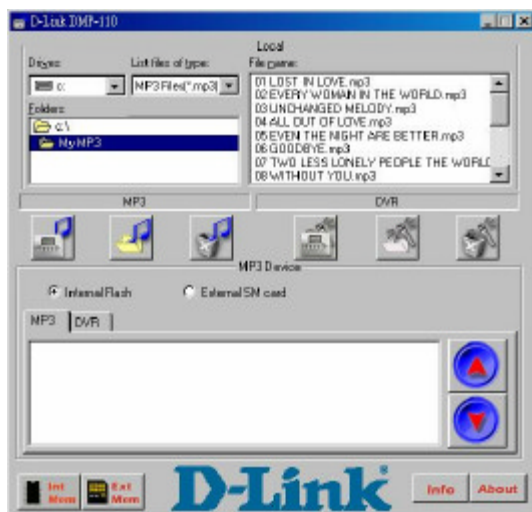 D-Link DMP-110
Local
Drives:
List files of type:
File name:
c:
MP3 Files(*.mp3)
01 LOST IN LOVE.mp3
02 EVERY WOMAN IN THE WORLD.mp3
03 UNCHANGED MELODY.mp3
04 ALL OUT OF LOVE.mp3
05 EVEN THE NIGHT ARE BETTER.mp3
06 GOODBYE.mp3
07 TWO LESS LONELY PEOPLE THE WORLD
08 WITHOUT YOU.mp3
Folders:
c:\
My MP3
MP3
DVR
MP3 Device
Internal Flash
External SM card
MP3
DVR
Int Mem
Ext Mem
D-Link
Info
About